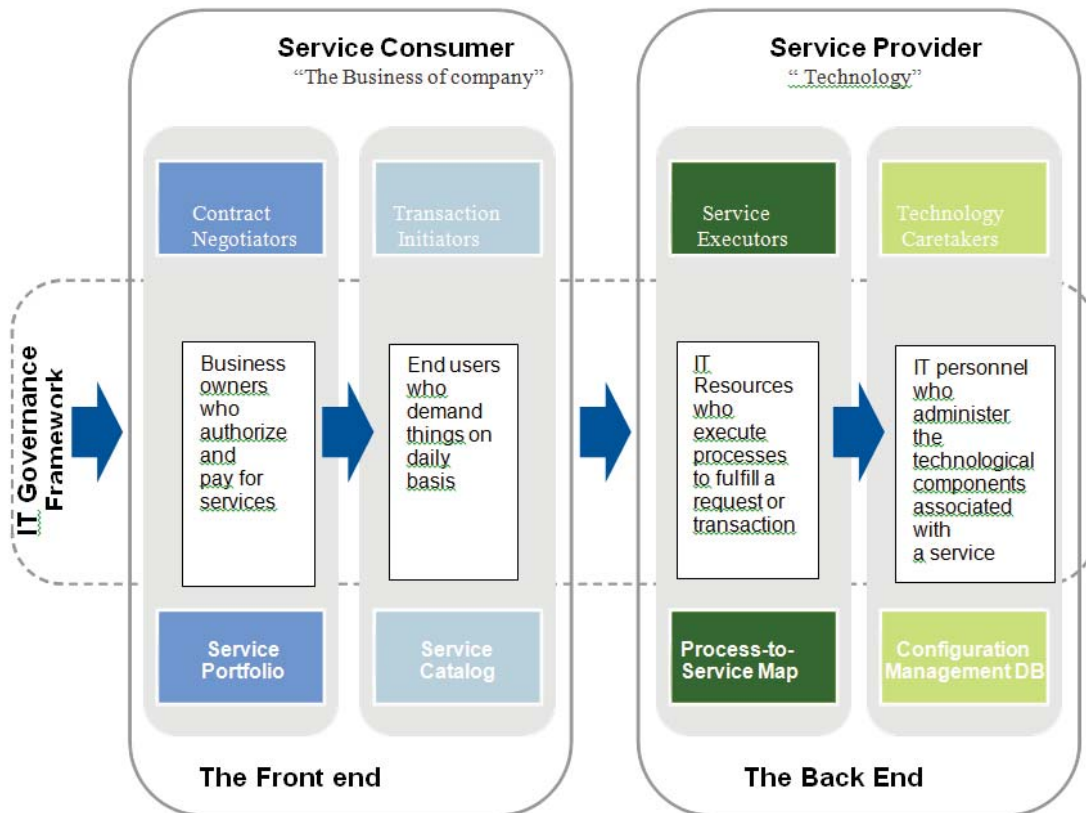 Service Consumer
“The Business of company”
Service Provider
“ Technology”
Contract
Negotiators
Transaction
Initiators
Service
Executors
Technology
Caretakers
IT Governance
Framework
Business
owners
who
authorize
and
pay for
services
End users
who
demand
things on
daily
basis
IT
Resources
who
execute
processes
to fulfill a
request or
transaction
IT personnel
who
administer
the
technological
components
associated
with
a service
Service
Portfolio
Service
Catalog
Process-to-
Service Map
Configuration
Management DB
The Front end
The Back End